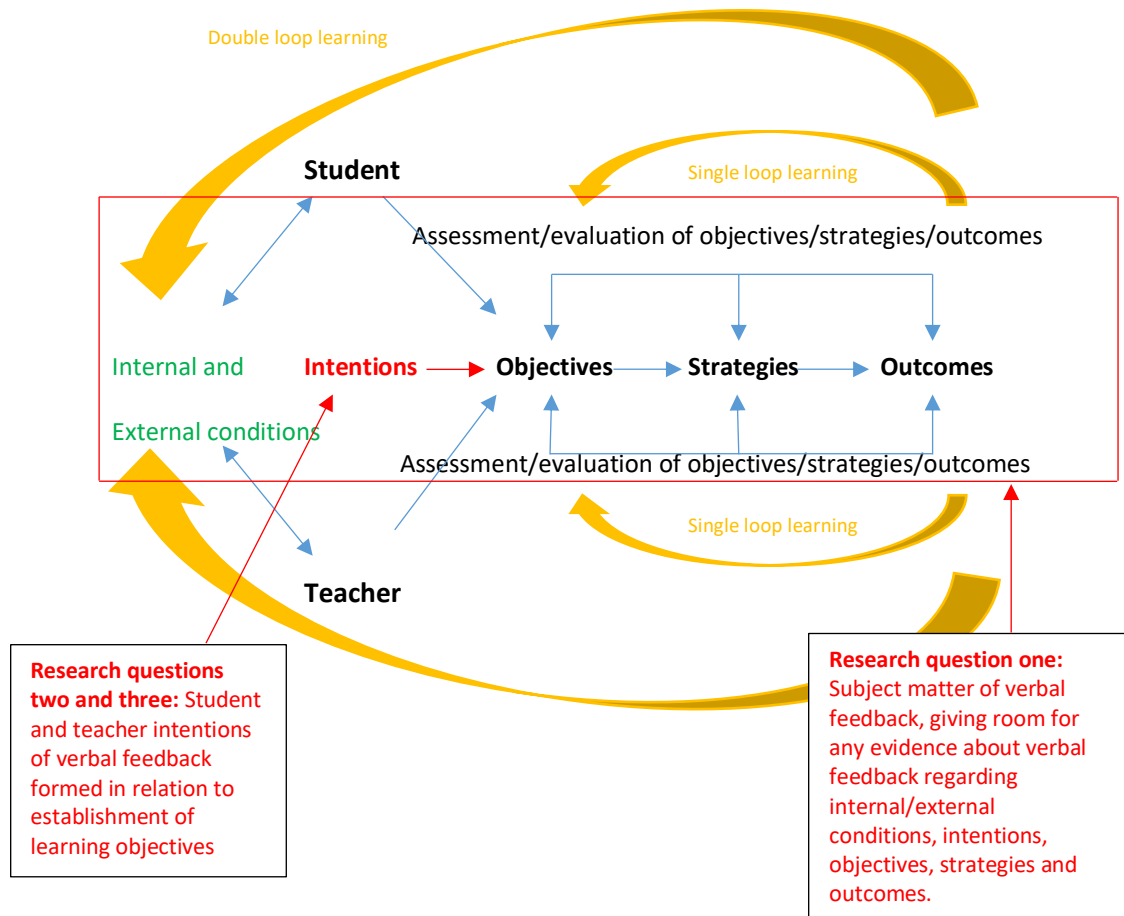 Double loop learning
Student
Single loop learning
Assessment/evaluation of objectives/strategies/outcomes
Internal and
External conditions
Intentions
Objectives
Strategies
Outcomes
Assessment/evaluation of objectives/strategies/outcomes
Single loop learning
Teacher
Research questions
two and three: Student
and teacher intentions
of verbal feedback
formed in relation to
establishment of
learning objectives
Research question one:
Subject matter of verbal
feedback, giving room for
any evidence about verbal
feedback regarding
internal/external
conditions, intentions,
objectives, strategies and
outcomes.